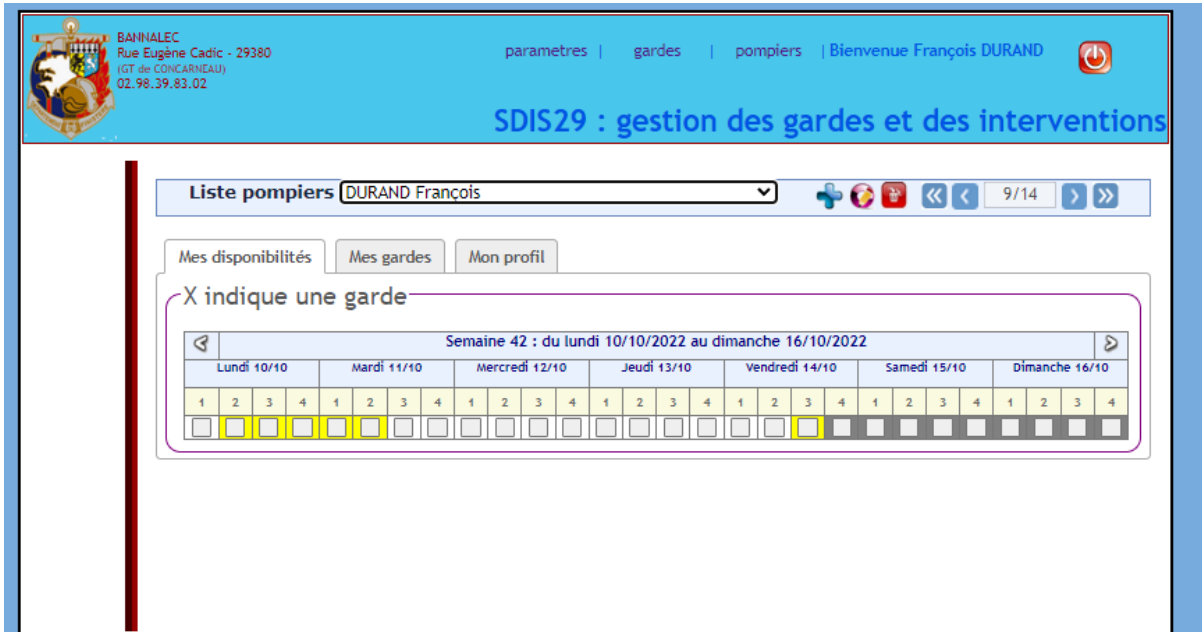 BANNALEC
Rue Eugène Cadic - 29380
(GT de CONCARNEAU)
02.98.39.83.02
parametres | gardes | pompiers | Bienvenue François DURAND
SDIS29 : gestion des gardes et des interventions
Liste pompiers DURAND François 9/14
Mes disponibilités Mes gardes Mon profil
X indique une garde
Semaine 42 : du lundi 10/10/2022 au dimanche 16/10/2022
Lundi 10/10 Mardi 11/10 Mercredi 12/10 Jeudi 13/10 Vendredi 14/10 Samedi 15/10 Dimanche 16/10
1 2 3 4 1 2 3 4 1 2 3 4 1 2 3 4 1 2 3 4 1 2 3 4 1 2 3 4